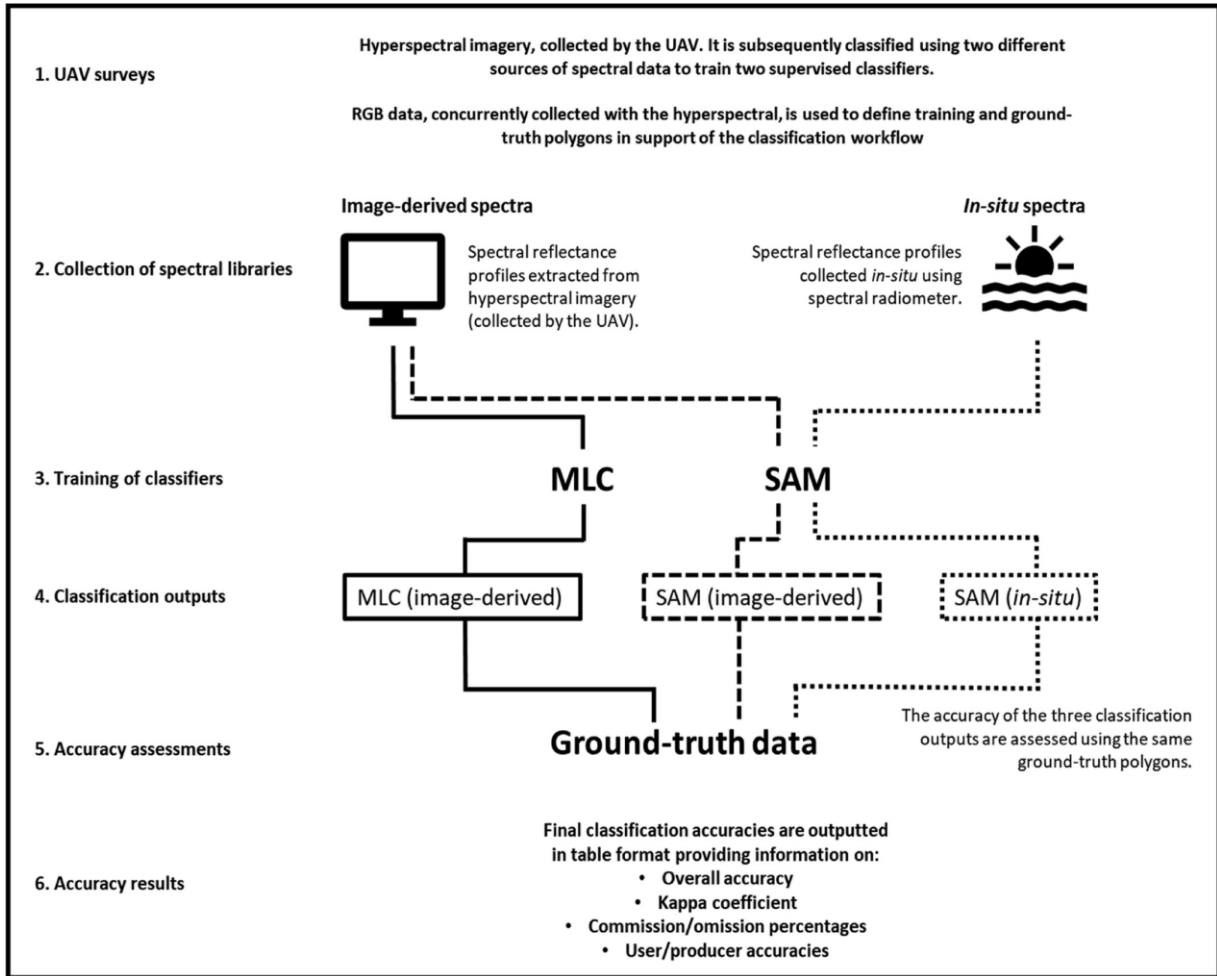 1. UAV surveys
Hyperspectral imagery, collected by the UAV. It is subsequently classified using two different
sources of spectral data to train two supervised classifiers.
RGB data, concurrently collected with the hyperspectral, is used to define training and ground-
truth polygons in support of the classification workflow
2. Collection of spectral libraries
Image-derived spectra
Spectral reflectance
profiles extracted from
hyperspectral imagery
(collected by the UAV).
In-situ spectra
Spectral reflectance profiles
collected in-situ using
spectral radiometer.
3. Training of classifiers
MLC
SAM
4. Classification outputs
MLC (image-derived)
SAM (image-derived)
SAM (in-situ)
5. Accuracy assessments
Ground-truth data
The accuracy of the three classification
outputs are assessed using the same
ground-truth polygons.
6. Accuracy results
Final classification accuracies are outputted
in table format providing information on:
• Overall accuracy
• Kappa coefficient
• Commission/omission percentages
• User/producer accuracies